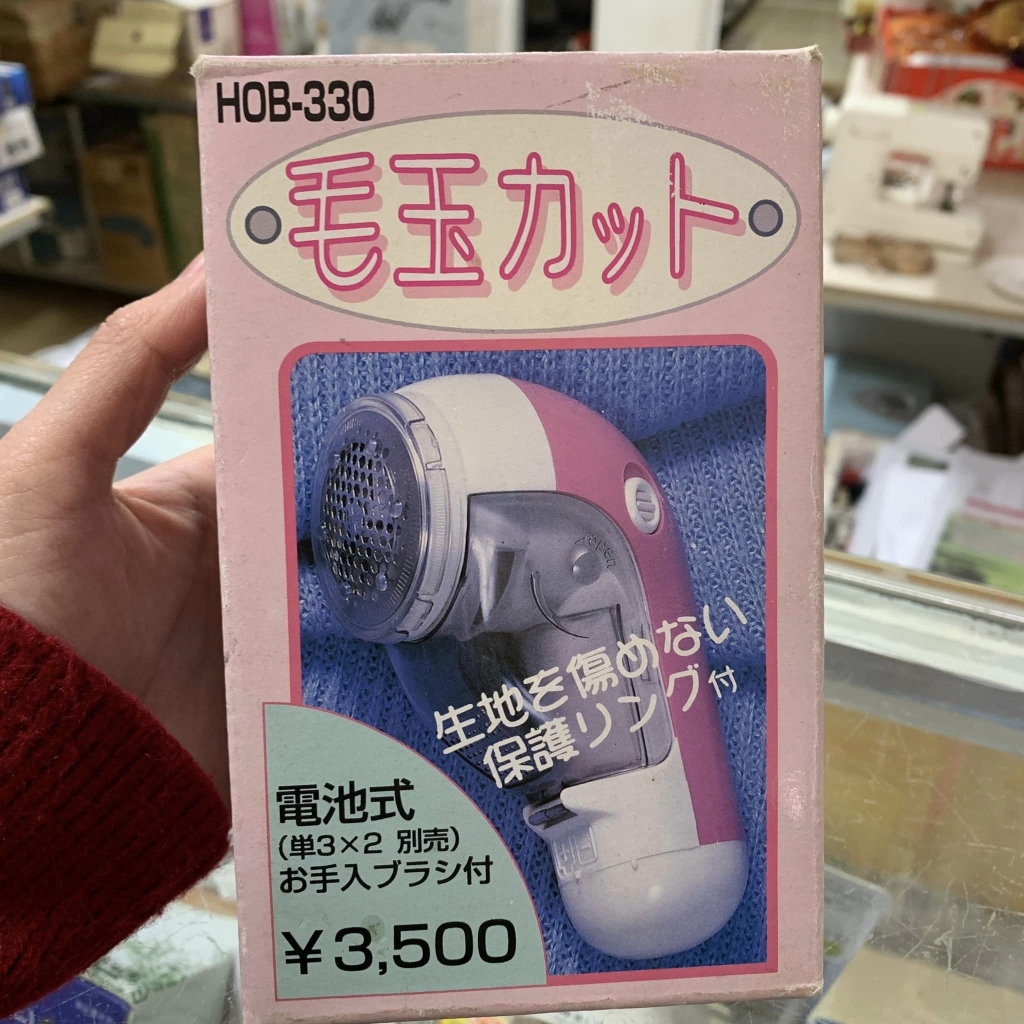 HOB-330
毛玉カット
open
生地を傷めない
保護リング付
電池式
(単3×2 別売)
お手入ブラシ付
¥3,500